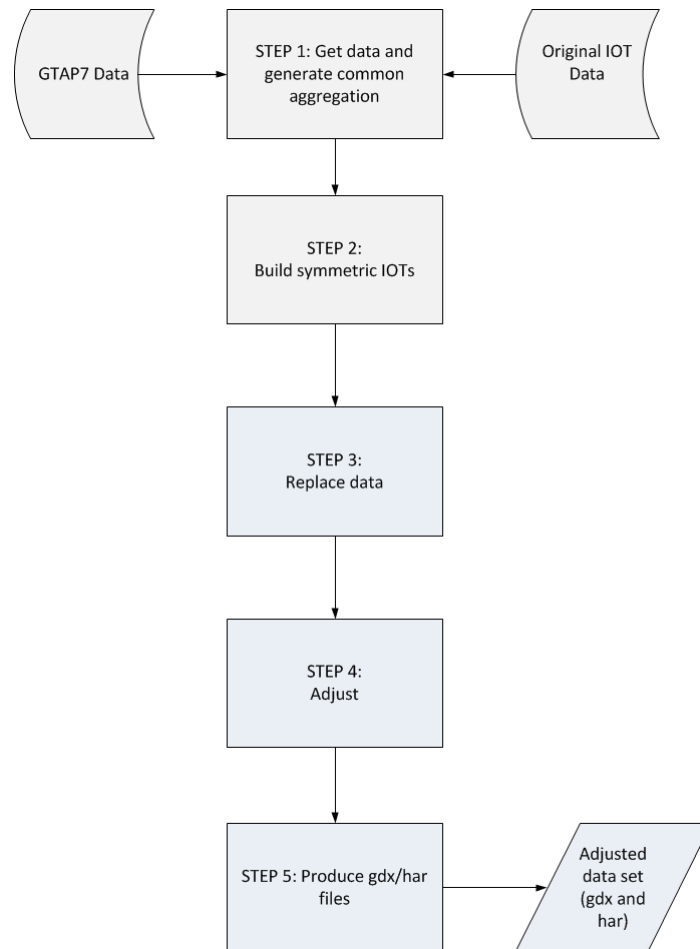 GTAP7 Data
STEP 1: Get data and
generate common
aggregation
Original IOT
Data
STEP 2:
Build symmetric IOTs
STEP 3:
Replace data
STEP 4:
Adjust
STEP 5: Produce gdx/har
files
Adjusted
data set
(gdx and
har)